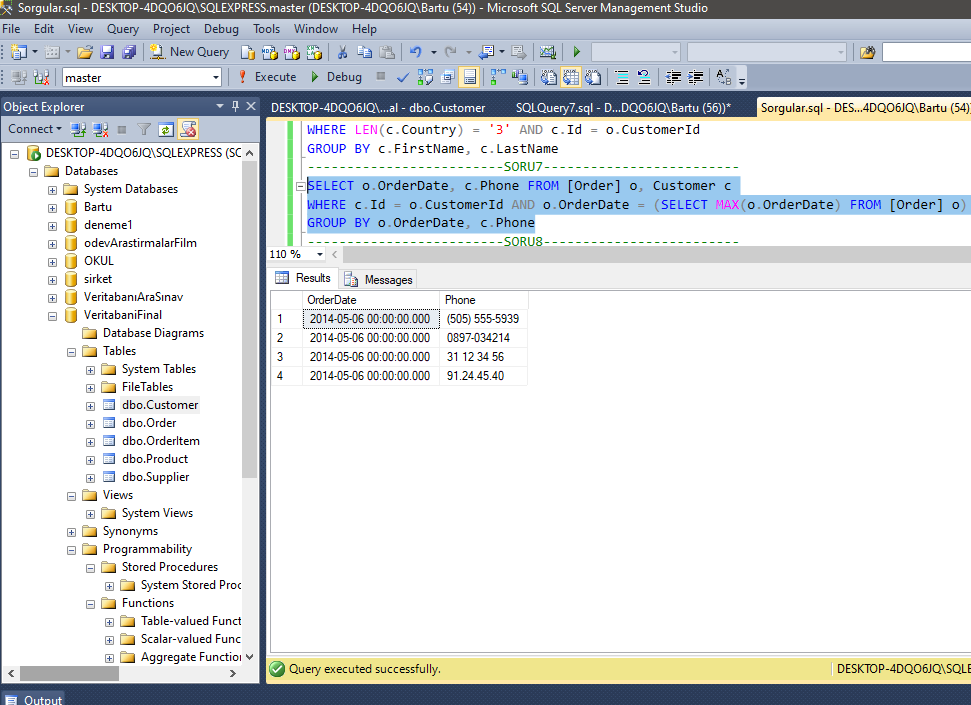 Sorgular.sql - DESKTOP-4DQO6JQ\SQLEXPRESS.master (DESKTOP-4DQO6JQ\Bartu (54)) - Microsoft SQL Server Management Studio
File Edit View Query Project Debug Tools Window Help
New Query
master Execute Debug
Object Explorer
Connect
DESKTOP-4DQO6JQ\SQLEXPRESS (SC
Databases
System Databases
Bartu
deneme1
odevArastirmalarFilm
OKUL
sirket
VeritabanıAraSınav
VeritabaniFinal
Database Diagrams
Tables
System Tables
FileTables
dbo.Customer
dbo.Order
dbo.OrderItem
dbo.Product
dbo.Supplier
Views
System Views
Synonyms
Programmability
Stored Procedures
System Stored Proc
Functions
Table-valued Funct
Scalar-valued Func
Aggregate Function
Output
DESKTOP-4DQO6JQ\...al - dbo.Customer SQLQuery7.sql - D...DQO6JQ\Bartu (56))* Sorgular.sql - DES...4DQO6JQ\Bartu (54)
WHERE LEN(c.Country) = '3' AND c.Id = o.CustomerId
GROUP BY c.FirstName, c.LastName
-------------------------SORU7-------------------------
SELECT o.OrderDate, c.Phone FROM [Order] o, Customer c
WHERE c.Id = o.CustomerId AND o.OrderDate = (SELECT MAX(o.OrderDate) FROM [Order] o)
GROUP BY o.OrderDate, c.Phone
-------------------------SORU8-------------------------
110 %
Results Messages
OrderDate Phone
1 2014-05-06 00:00:00.000 (505) 555-5939
2 2014-05-06 00:00:00.000 0897-034214
3 2014-05-06 00:00:00.000 31 12 34 56
4 2014-05-06 00:00:00.000 91.24.45.40
Query executed successfully. DESKTOP-4DQO6JQ\SQLE